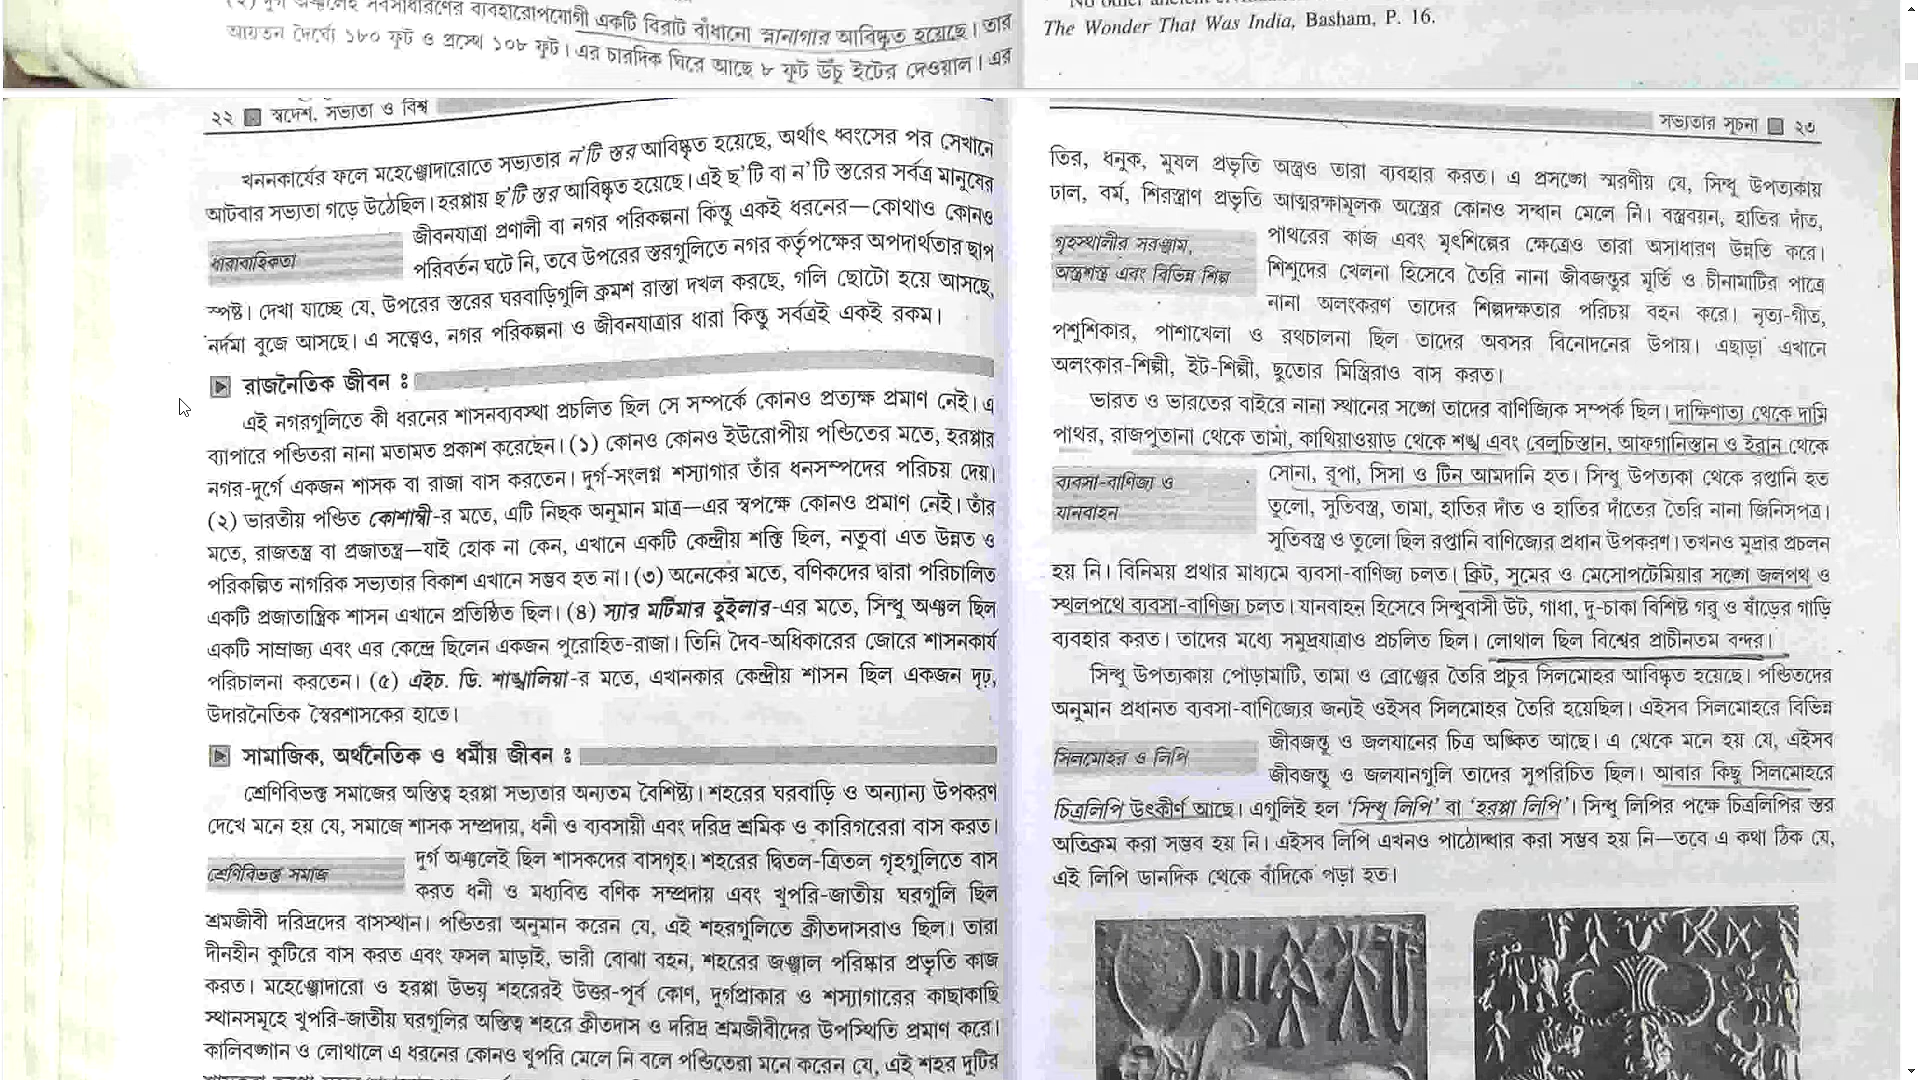 একটি বিরাট বাঁধানো স্নানাগার আবিষ্কৃত হয়েছে। তার
আয়তন দৈর্ঘ্যে ১৮০ ফুট ও প্রস্থে ১০৮ ফুট। এর চারদিক ঘিরে আছে ৮ ফুট উঁচু ইটের দেওয়াল। এর
The Wonder That Was India, Basham, P. 16.
২২ স্বদেশ, সভ্যতা ও বিশ্ব
খননকার্যের ফলে মহেঞ্জোদারোতে সভ্যতার ন'টি স্তর আবিষ্কৃত হয়েছে, অর্থাৎ ধ্বংসের পর সেখানে
আটবার সভ্যতা গড়ে উঠেছিল। হরপ্পায় ছ'টি স্তর আবিষ্কৃত হয়েছে। এই ছ'টি বা ন'টি স্তরের সর্বত্র মানুষের
জীবনযাত্রা প্রণালী বা নগর পরিকল্পনা কিন্তু একই ধরনের—কোথাও কোনও
ধারাবাহিকতা
পরিবর্তন ঘটে নি, তবে উপরের স্তরগুলিতে নগর কর্তৃপক্ষের অপদার্থতার ছাপ
স্পষ্ট। দেখা যাচ্ছে যে, উপরের স্তরের ঘরবাড়িগুলি ক্রমশ রাস্তা দখল করছে, গলি ছোটো হয়ে আসছে,
নর্দমা বুজে আসছে। এ সত্ত্বেও, নগর পরিকল্পনা ও জীবনযাত্রার ধারা কিন্তু সর্বত্রই একই রকম।
রাজনৈতিক জীবন ঃ
এই নগরগুলিতে কী ধরনের শাসনব্যবস্থা প্রচলিত ছিল সে সম্পর্কে কোনও প্রত্যক্ষ প্রমাণ নেই। এ
ব্যাপারে পণ্ডিতরা নানা মতামত প্রকাশ করেছেন। (১) কোনও কোনও ইউরোপীয় পণ্ডিতের মতে, হরপ্পার
নগর-দুর্গে একজন শাসক বা রাজা বাস করতেন। দুর্গ-সংলগ্ন শস্যাগার তাঁর ধনসম্পদের পরিচয় দেয়।
(২) ভারতীয় পণ্ডিত কোশাম্বী-র মতে, এটি নিছক অনুমান মাত্র—এর স্বপক্ষে কোনও প্রমাণ নেই। তাঁর
মতে, রাজতন্ত্র বা প্রজাতন্ত্র—যাই হোক না কেন, এখানে একটি কেন্দ্রীয় শক্তি ছিল, নতুবা এত উন্নত ও
পরিকল্পিত নাগরিক সভ্যতার বিকাশ এখানে সম্ভব হত না। (৩) অনেকের মতে, বণিকদের দ্বারা পরিচালিত
একটি প্রজাতান্ত্রিক শাসন এখানে প্রতিষ্ঠিত ছিল। (৪) স্যার মর্টিমার হুইলার-এর মতে, সিন্ধু অঞ্চল ছিল
একটি সাম্রাজ্য এবং এর কেন্দ্রে ছিলেন একজন পুরোহিত-রাজা। তিনি দৈব-অধিকারের জোরে শাসনকার্য
পরিচালনা করতেন। (৫) এইচ. ডি. শাঙ্খালিয়া-র মতে, এখানকার কেন্দ্রীয় শাসন ছিল একজন দৃঢ়,
উদারনৈতিক স্বৈরশাসকের হাতে।
সামাজিক, অর্থনৈতিক ও ধর্মীয় জীবন ঃ
শ্রেণিবিভক্ত সমাজের অস্তিত্ব হরপ্পা সভ্যতার অন্যতম বৈশিষ্ট্য। শহরের ঘরবাড়ি ও অন্যান্য উপকরণ
দেখে মনে হয় যে, সমাজে শাসক সম্প্রদায়, ধনী ও ব্যবসায়ী এবং দরিদ্র শ্রমিক ও কারিগরেরা বাস করত।
দুর্গ অঞ্চলেই ছিল শাসকদের বাসগৃহ। শহরের দ্বিতল-ত্রিতল গৃহগুলিতে বাস
শ্রেণিবিভক্ত সমাজ
করত ধনী ও মধ্যবিত্ত বণিক সম্প্রদায় এবং খুপরি-জাতীয় ঘরগুলি ছিল
শ্রমজীবী দরিদ্রদের বাসস্থান। পণ্ডিতরা অনুমান করেন যে, এই শহরগুলিতে ক্রীতদাসরাও ছিল। তারা
দীনহীন কুটিরে বাস করত এবং ফসল মাড়াই, ভারী বোঝা বহন, শহরের জঞ্জাল পরিষ্কার প্রভৃতি কাজ
করত। মহেঞ্জোদারো ও হরপ্পা উভয় শহরেরই উত্তর-পূর্ব কোণ, দুর্গপ্রাকার ও শস্যাগারের কাছাকাছি
স্থানসমূহে খুপরি-জাতীয় ঘরগুলির অস্তিত্ব শহরে ক্রীতদাস ও দরিদ্র শ্রমজীবীদের উপস্থিতি প্রমাণ করে।
কালিবঙ্গান ও লোথালে এ ধরনের কোনও খুপরি মেলে নি বলে পণ্ডিতেরা মনে করেন যে, এই শহর দুটির
সভ্যতার সূচনা ২৩
তির, ধনুক, মুষল প্রভৃতি অস্ত্রও তারা ব্যবহার করত। এ প্রসঙ্গে স্মরণীয় যে, সিন্ধু উপত্যকায়
ঢাল, বর্ম, শিরস্ত্রাণ প্রভৃতি আত্মরক্ষামূলক অস্ত্রের কোনও সন্ধান মেলে নি। বস্ত্রবয়ন, হাতির দাঁত,
গৃহস্থালীর সরঞ্জাম,
অস্ত্রশস্ত্র এবং বিভিন্ন শিল্প
পাথরের কাজ এবং মৃৎশিল্পের ক্ষেত্রেও তারা অসাধারণ উন্নতি করে।
শিশুদের খেলনা হিসেবে তৈরি নানা জীবজন্তুর মূর্তি ও চীনামাটির পাত্রে
নানা অলংকরণ তাদের শিল্পদক্ষতার পরিচয় বহন করে। নৃত্য-গীত,
পশুশিকার, পাশাখেলা ও রথচালনা ছিল তাদের অবসর বিনোদনের উপায়। এছাড়া এখানে
অলংকার-শিল্পী, ইট-শিল্পী, ছুতোর মিস্ত্রিরাও বাস করত।
ভারত ও ভারতের বাইরে নানা স্থানের সঙ্গে তাদের বাণিজ্যিক সম্পর্ক ছিল। দাক্ষিণাত্য থেকে দামি
পাথর, রাজপুতানা থেকে তামা, কাথিয়াওয়াড় থেকে শঙ্খ এবং বেলুচিস্তান, আফগানিস্তান ও ইরান থেকে
ব্যবসা-বাণিজ্য ও
যানবাহন
সোনা, রূপা, সিসা ও টিন আমদানি হত। সিন্ধু উপত্যকা থেকে রপ্তানি হত
তুলো, সুতিবস্ত্র, তামা, হাতির দাঁত ও হাতির দাঁতের তৈরি নানা জিনিসপত্র।
সুতিবস্ত্র ও তুলো ছিল রপ্তানি বাণিজ্যের প্রধান উপকরণ। তখনও মুদ্রার প্রচলন
হয় নি। বিনিময় প্রথার মাধ্যমে ব্যবসা-বাণিজ্য চলত। ক্রিট, সুমের ও মেসোপটেমিয়ার সঙ্গে জলপথ ও
স্থলপথে ব্যবসা-বাণিজ্য চলত। যানবাহন হিসেবে সিন্ধুবাসী উট, গাধা, দু-চাকা বিশিষ্ট গরু ও ষাঁড়ের গাড়ি
ব্যবহার করত। তাদের মধ্যে সমুদ্রযাত্রাও প্রচলিত ছিল। লোথাল ছিল বিশ্বের প্রাচীনতম বন্দর।
সিন্ধু উপত্যকায় পোড়ামাটি, তামা ও ব্রোঞ্জের তৈরি প্রচুর সিলমোহর আবিষ্কৃত হয়েছে। পণ্ডিতদের
অনুমান প্রধানত ব্যবসা-বাণিজ্যের জন্যই ওইসব সিলমোহর তৈরি হয়েছিল। এইসব সিলমোহরে বিভিন্ন
সিলমোহর ও লিপি
জীবজন্তু ও জলযানের চিত্র অঙ্কিত আছে। এ থেকে মনে হয় যে, এইসব
জীবজন্তু ও জলযানগুলি তাদের সুপরিচিত ছিল। আবার কিছু সিলমোহরে
চিত্রলিপি উৎকীর্ণ আছে। এগুলিই হল 'সিন্ধু লিপি' বা 'হরপ্পা লিপি'। সিন্ধু লিপির পক্ষে চিত্রলিপির স্তর
অতিক্রম করা সম্ভব হয় নি। এইসব লিপি এখনও পাঠোদ্ধার করা সম্ভব হয় নি—তবে এ কথা ঠিক যে,
এই লিপি ডানদিক থেকে বাঁদিকে পড়া হত।